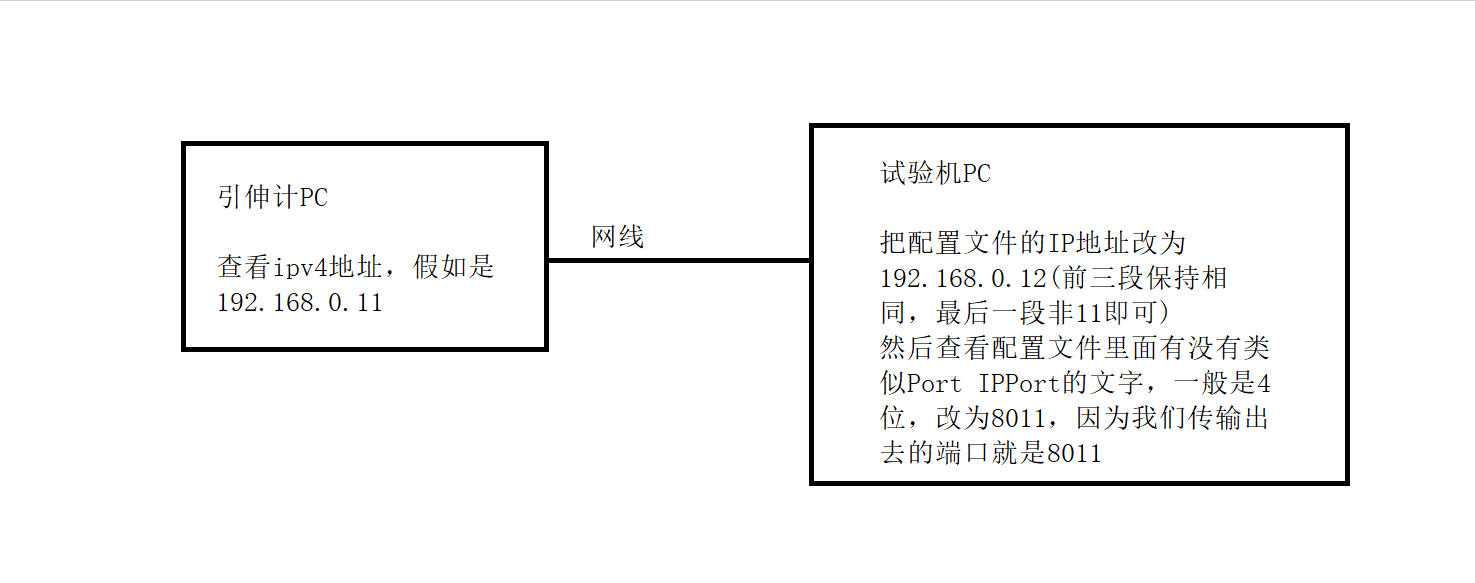 引伸计PC
查看ipv4地址，假如是
192.168.0.11
网线
试验机PC
把配置文件的IP地址改为
192.168.0.12(前三段保持相
同，最后一段非11即可)
然后查看配置文件里面有没有类
似Port IPPort的文字，一般是4
位，改为8011，因为我们传输出
去的端口就是8011